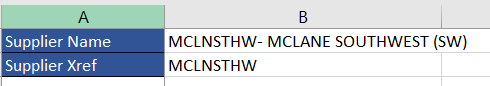 A B
Supplier Name MCLNSTHW- MCLANE SOUTHWEST (SW)
Supplier Xref MCLNSTHW